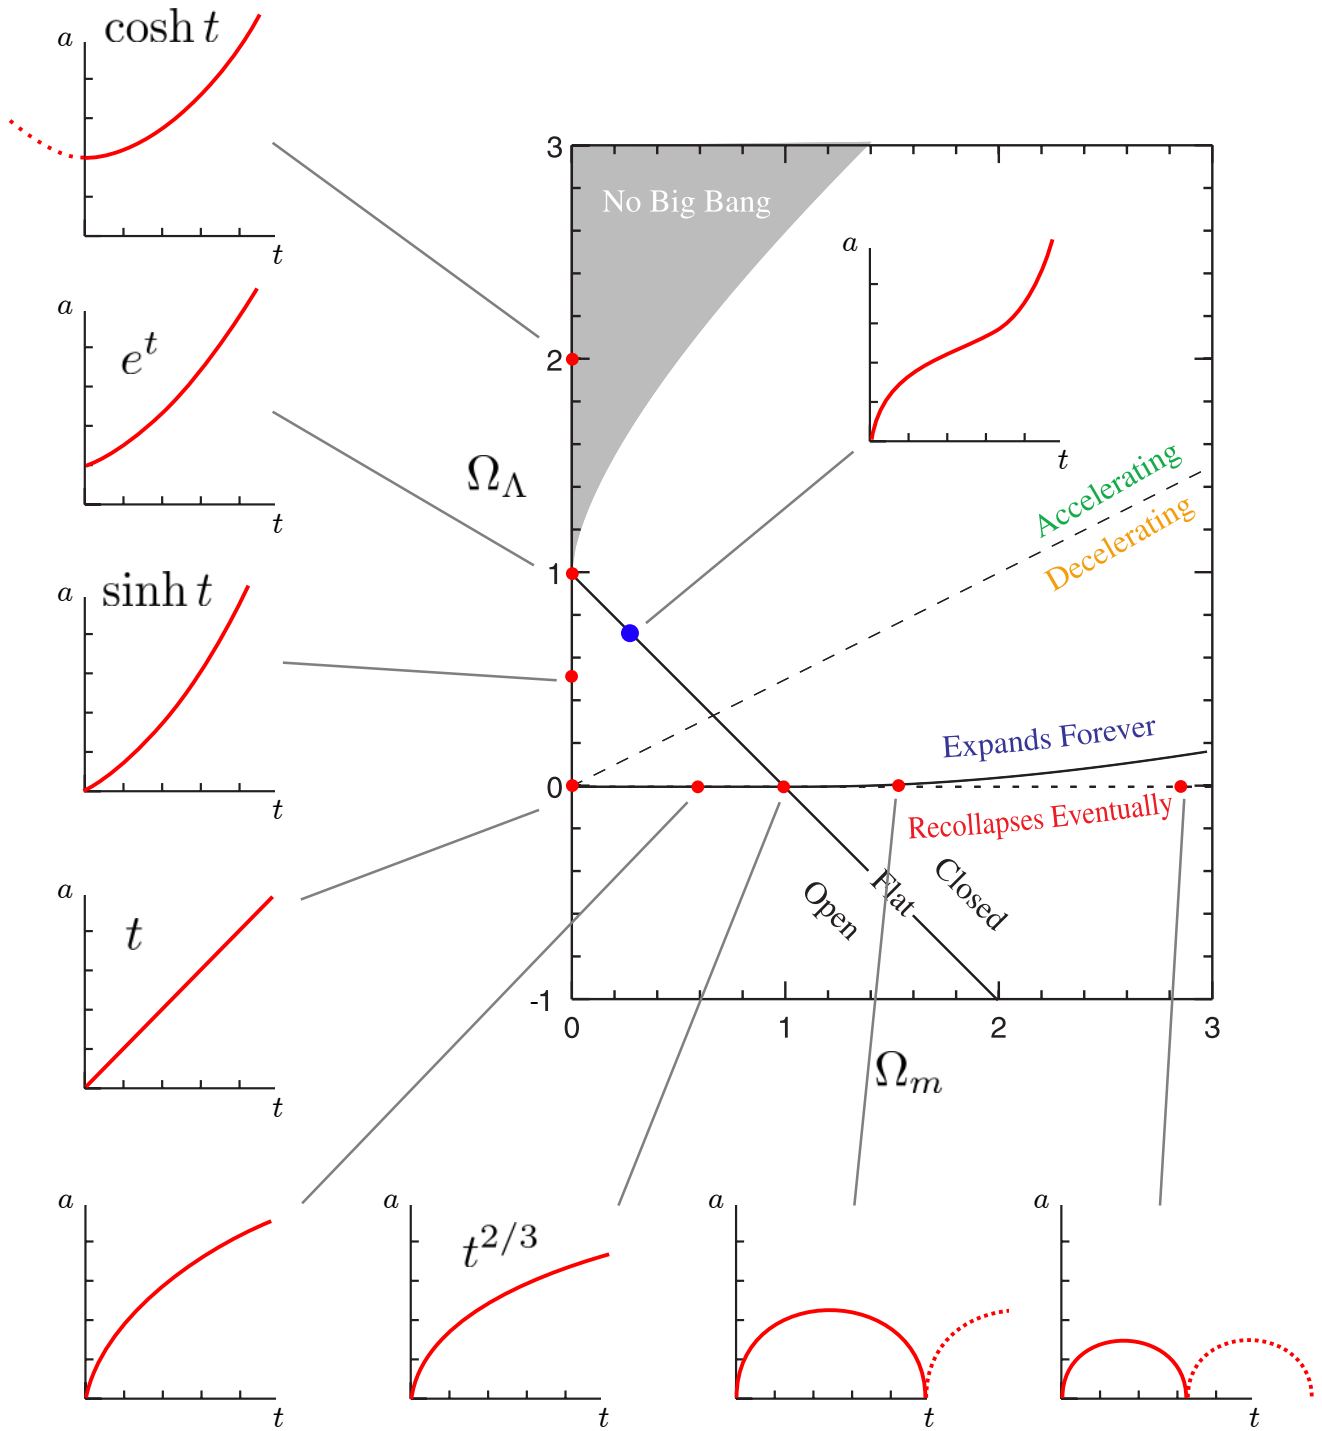 cosh t
a
t
a
e^t
t
sinh t
a
t
a
t
t
3
2
1
0
-1
0
1
2
3
Ω_Λ
Ω_m
No Big Bang
a
t
Accelerating
Decelerating
Expands Forever
Recollapses Eventually
Open
Flat
Closed
a
t
a
t^{2/3}
t
a
t
a
t